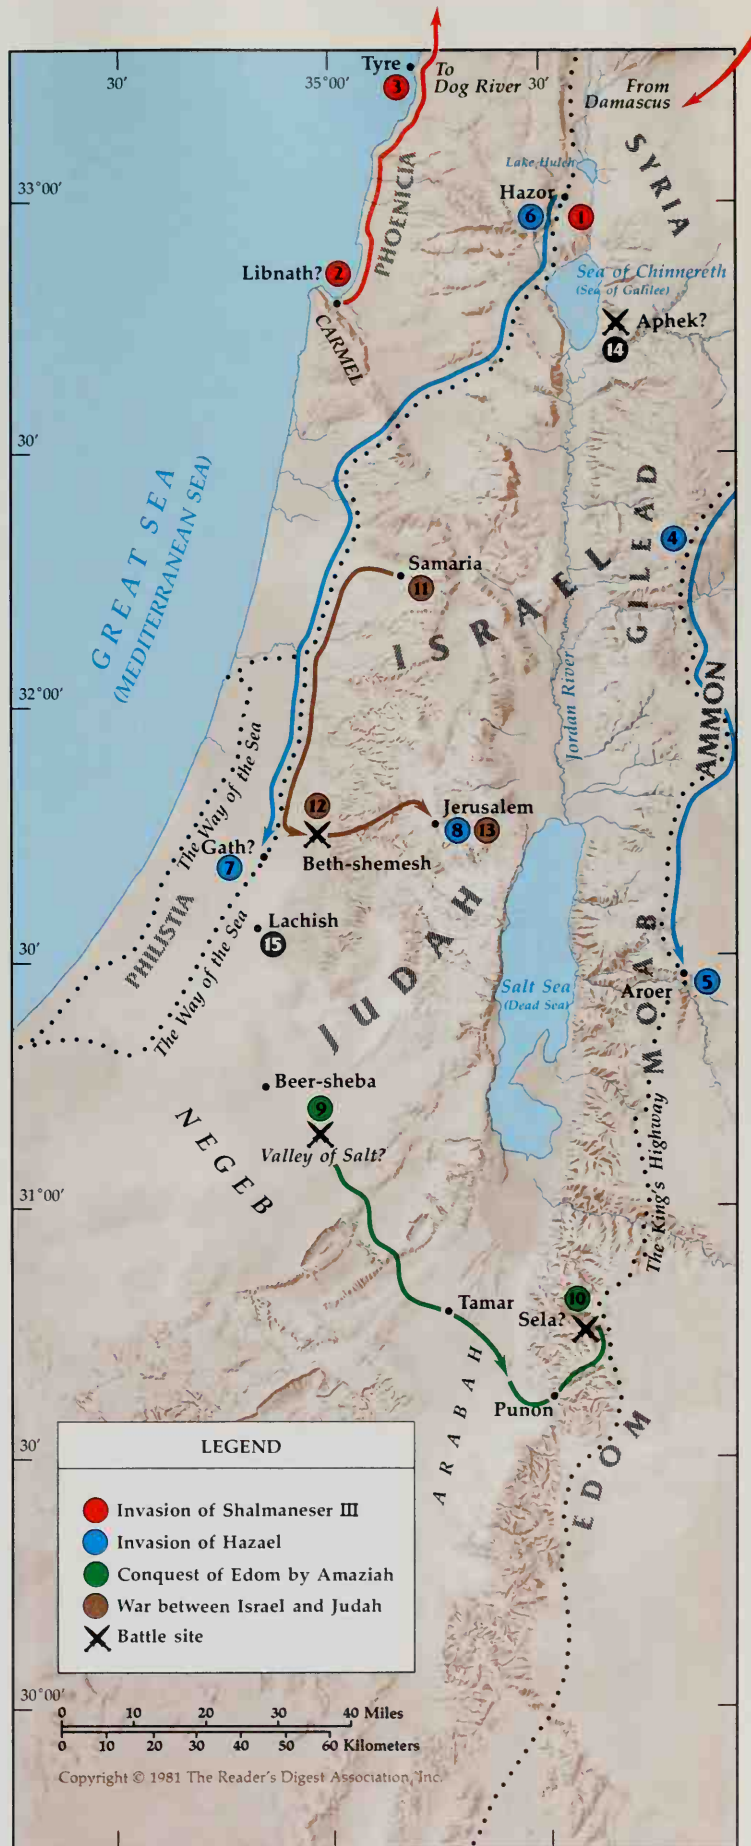 30'
35°00'
30'
Tyre
3
To
Dog River
From
Damascus
SYRIA
Lake Huleh
33°00'
Hazor
6
1
PHOENICIA
Libnath?
2
Sea of Chinnereth
(Sea of Galilee)
Aphek?
14
CARMEL
30'
GREAT SEA
(MEDITERRANEAN SEA)
GILEAD
4
Samaria
11
ISRAEL
Jordan River
32°00'
AMMON
The Way of the Sea
12
Jerusalem
8
13
Gath?
7
Beth-shemesh
PHILISTIA
Lachish
15
JUDAH
The Way of the Sea
30'
Salt Sea
(Dead Sea)
Aroer
5
MOAB
Beer-sheba
9
Valley of Salt?
NEGEB
The King's Highway
31°00'
10
Tamar
Sela?
ARABAH
Punon
EDOM
30'
LEGEND
Invasion of Shalmaneser III
Invasion of Hazael
Conquest of Edom by Amaziah
War between Israel and Judah
Battle site
30°00'
0 10 20 30 40 Miles
0 10 20 30 40 50 60 Kilometers
Copyright © 1981 The Reader's Digest Association, Inc.